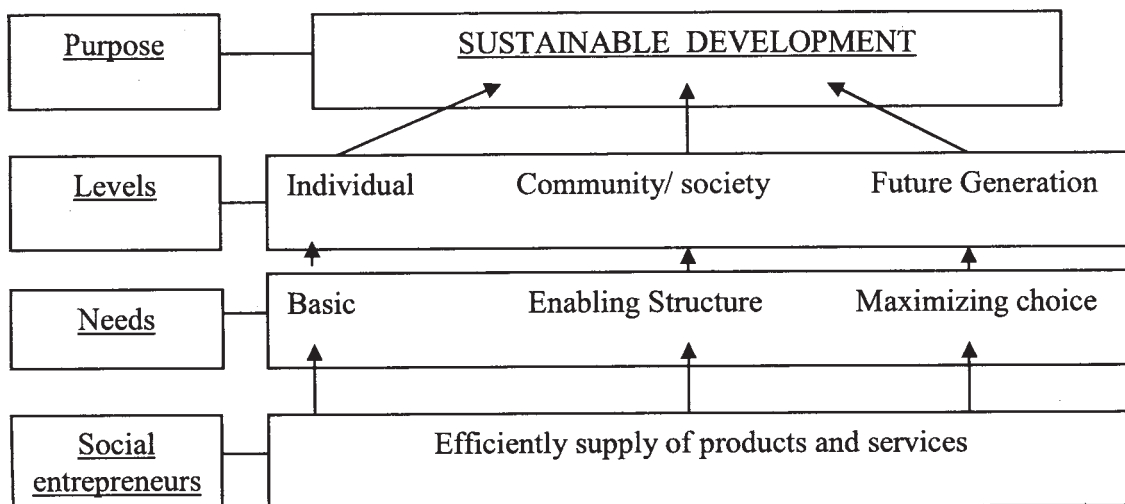 Purpose
SUSTAINABLE DEVELOPMENT
Levels
Individual
Community/ society
Future Generation
Needs
Basic
Enabling Structure
Maximizing choice
Social
entrepreneurs
Efficiently supply of products and services